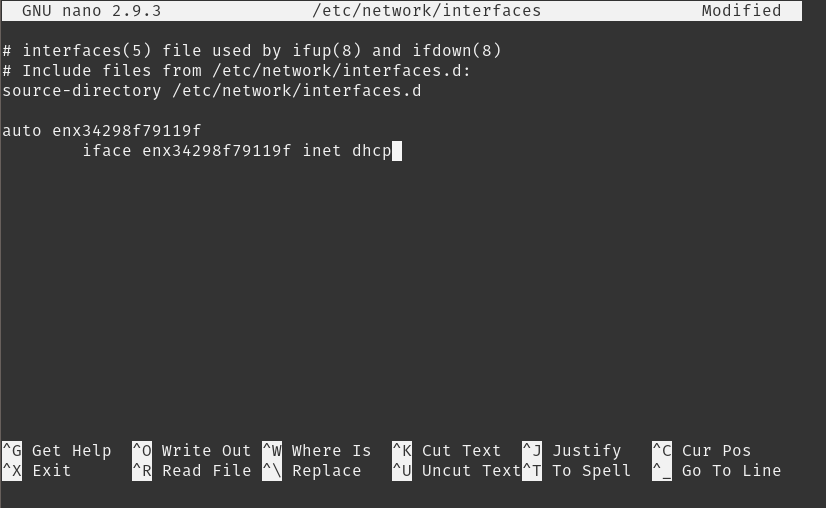 GNU nano 2.9.3 /etc/network/interfaces Modified
# interfaces(5) file used by ifup(8) and ifdown(8)
# Include files from /etc/network/interfaces.d:
source-directory /etc/network/interfaces.d
auto enx34298f79119f
iface enx34298f79119f inet dhcp
^G Get Help ^O Write Out ^W Where Is ^K Cut Text ^J Justify ^C Cur Pos
^X Exit ^R Read File ^\ Replace ^U Uncut Text ^T To Spell ^_ Go To Line